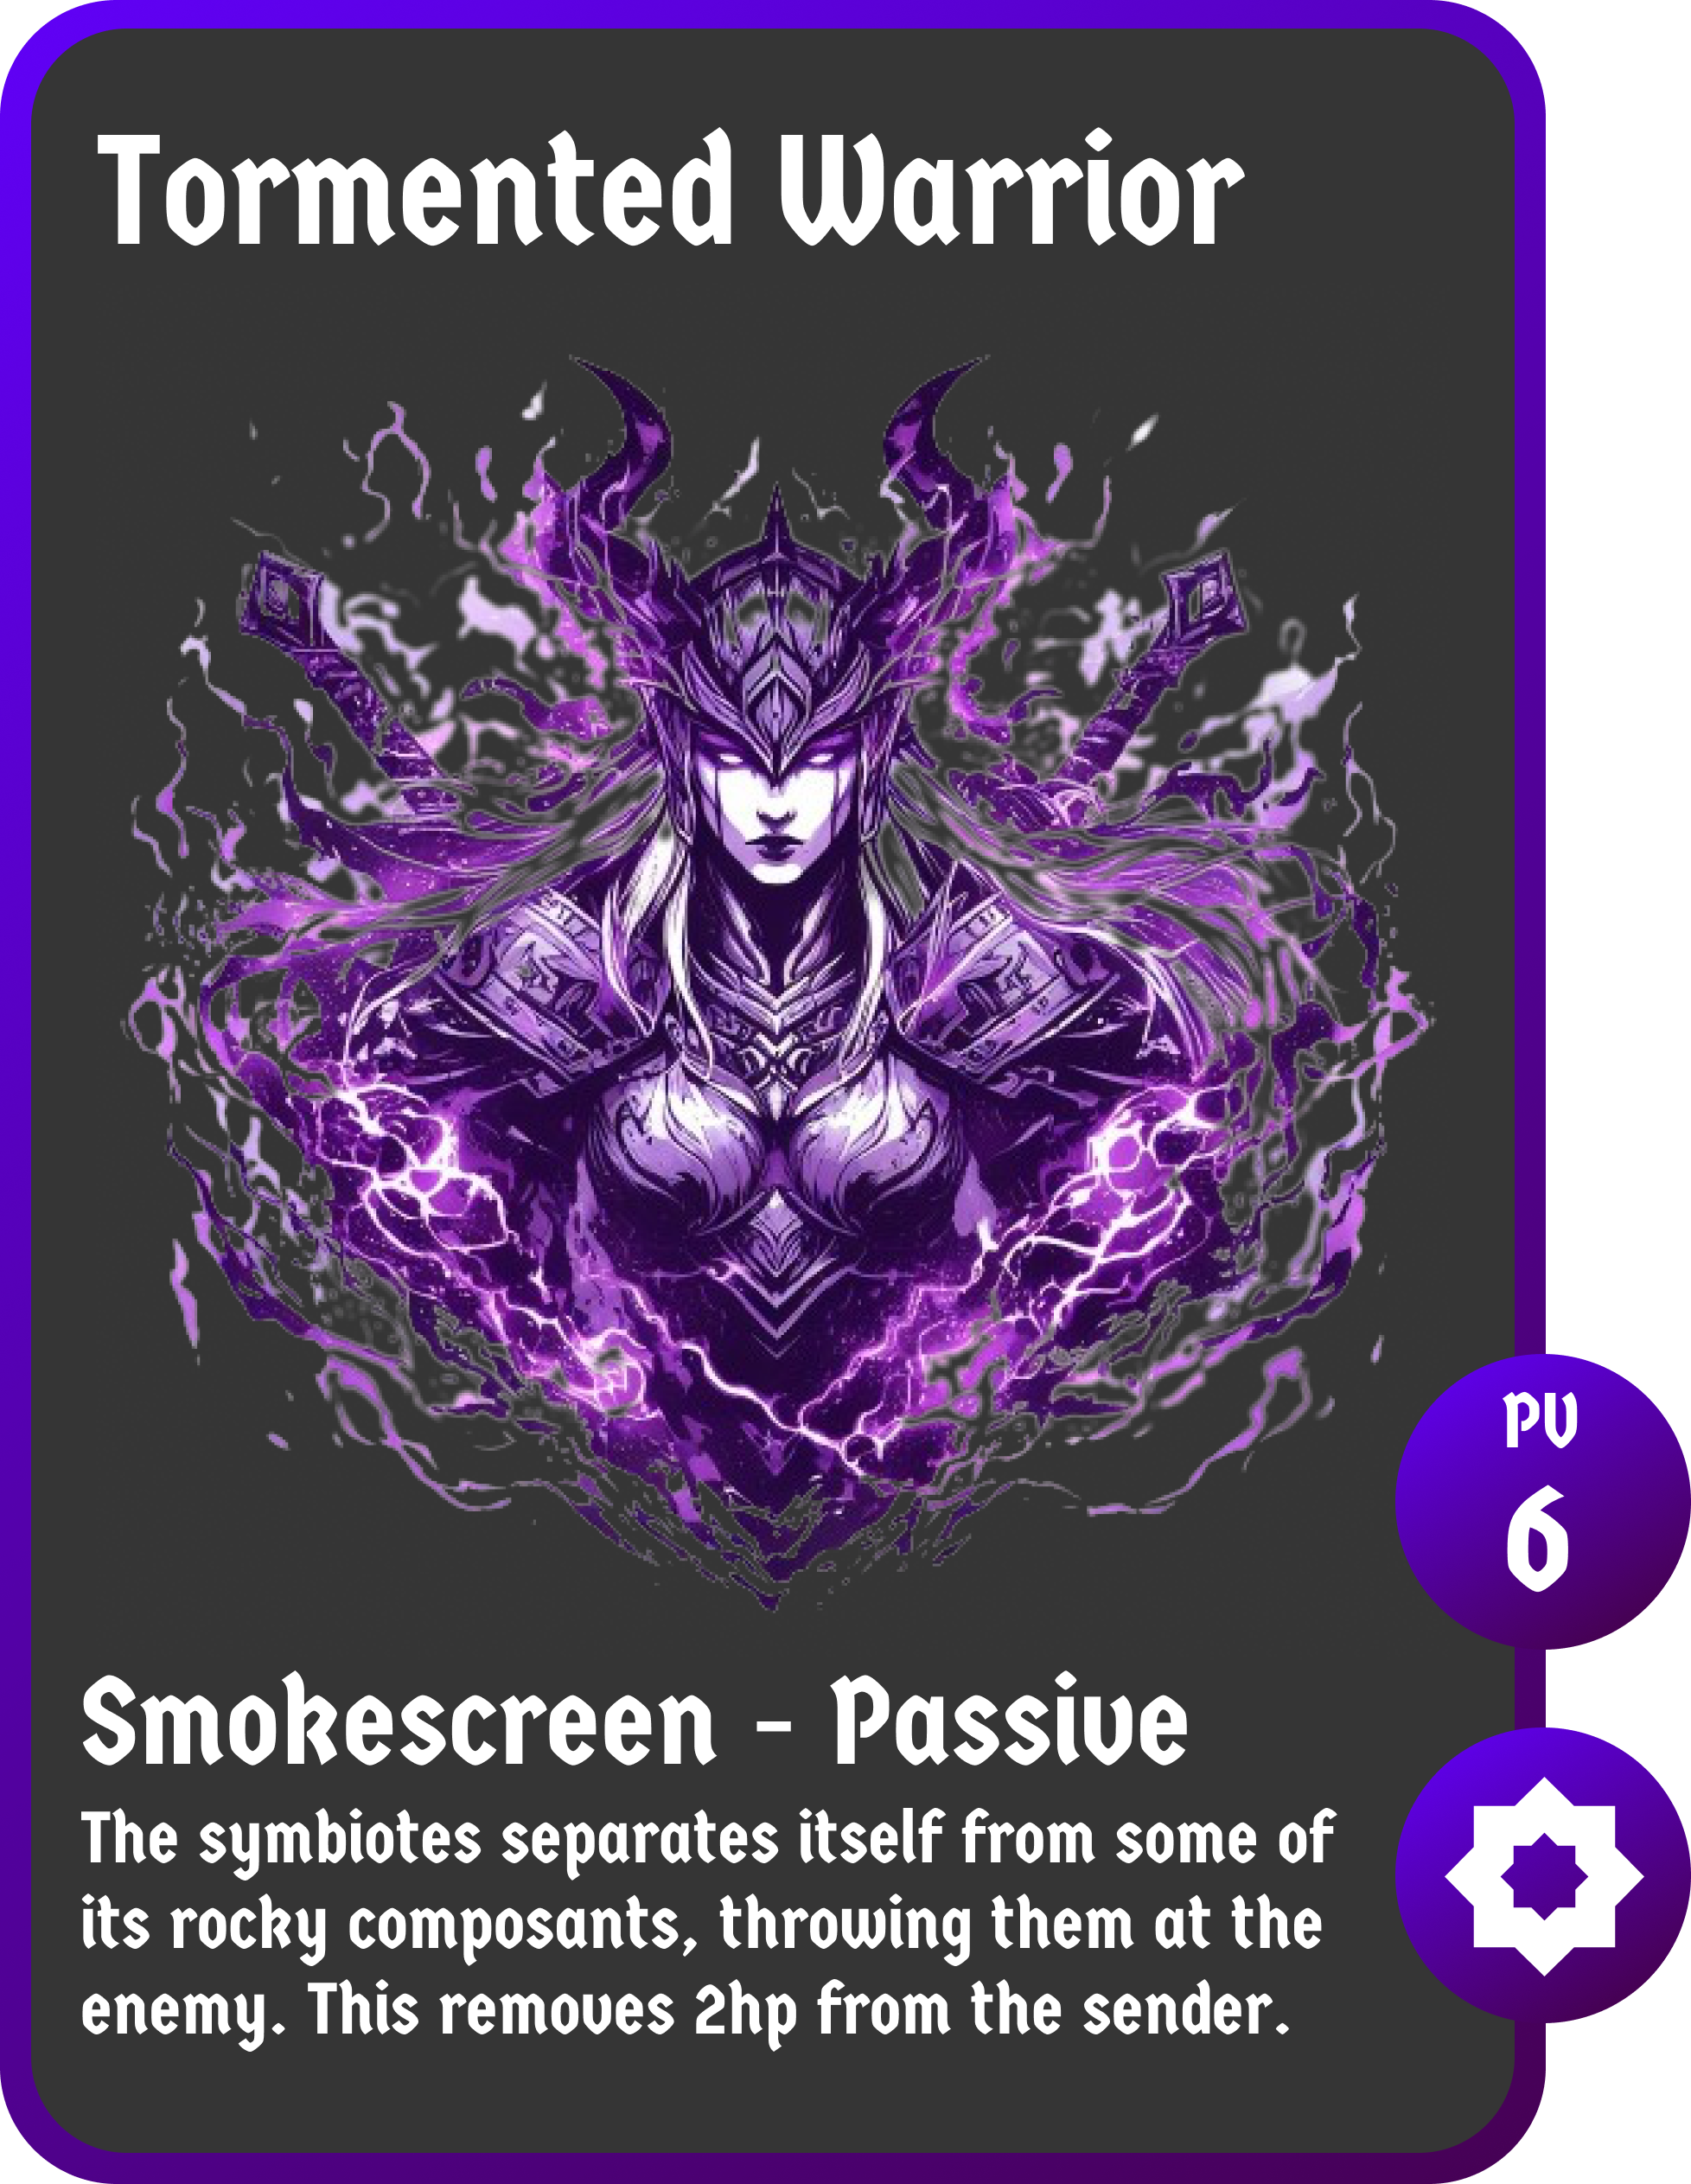 Tormented Warrior
PV
6
Smokescreen - Passive
The symbiotes separates itself from some of
its rocky composants, throwing them at the
enemy. This removes 2hp from the sender.